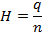 H = q/n